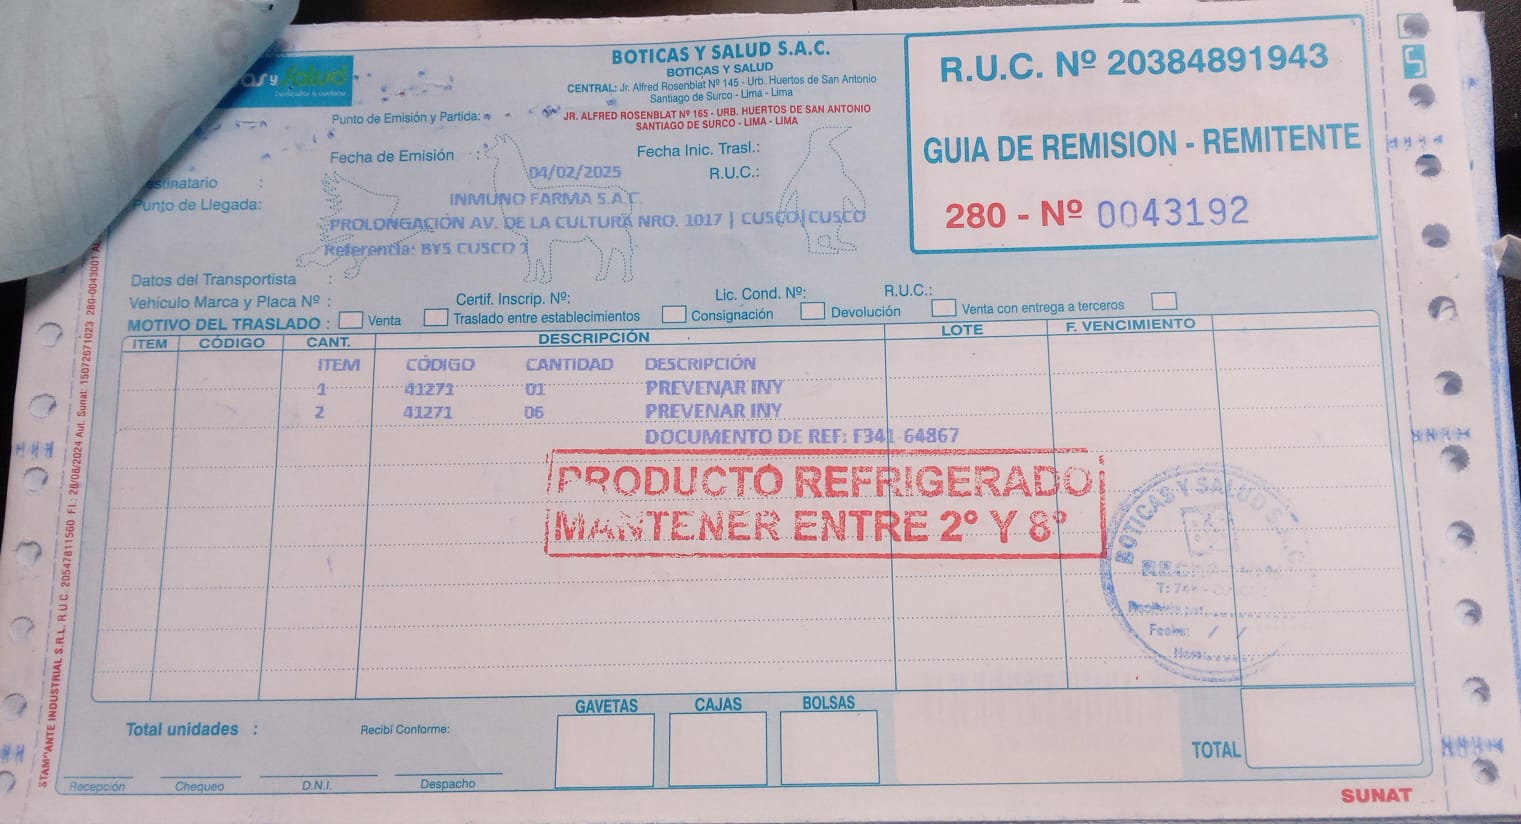 as y Salud
BOTICAS Y SALUD S.A.C.
BOTICAS Y SALUD
CENTRAL: Jr. Alfred Rosenblat Nº 145 - Urb. Huertos de San Antonio
Santiago de Surco - Lima - Lima
Punto de Emisión y Partida:
JR. ALFRED ROSENBLAT Nº 165 - URB. HUERTOS DE SAN ANTONIO
SANTIAGO DE SURCO - LIMA - LIMA
R.U.C. Nº 20384891943
GUIA DE REMISION - REMITENTE
280 - Nº 0043192
Fecha de Emisión
Fecha Inic. Trasl.:
04/02/2025
R.U.C.:
estinatario :
INMUNO FARMA S.A.C.
Punto de Llegada:
PROLONGACIÓN AV. DE LA CULTURA NRO. 1017 | CUSCO|CUSCO
Referencia: BYS CUSCO 1
Datos del Transportista :
Vehículo Marca y Placa Nº :
Certif. Inscrip. Nº:
Lic. Cond. Nº:
R.U.C.:
MOTIVO DEL TRASLADO : Venta Traslado entre establecimientos Consignación Devolución Venta con entrega a terceros
ITEM CÓDIGO CANT. DESCRIPCIÓN LOTE F. VENCIMIENTO
ITEM CÓDIGO CANTIDAD DESCRIPCIÓN
1 41271 01 PREVENAR INY
2 41271 06 PREVENAR INY
DOCUMENTO DE REF: F341-64867
PRODUCTO REFRIGERADO
MANTENER ENTRE 2° Y 8°
BOTICAS Y SALUD S.A.C
Fecha: / /
Total unidades :
Recibí Conforme:
GAVETAS CAJAS BOLSAS
TOTAL
Recepción Chequeo D.N.I. Despacho
SUNAT